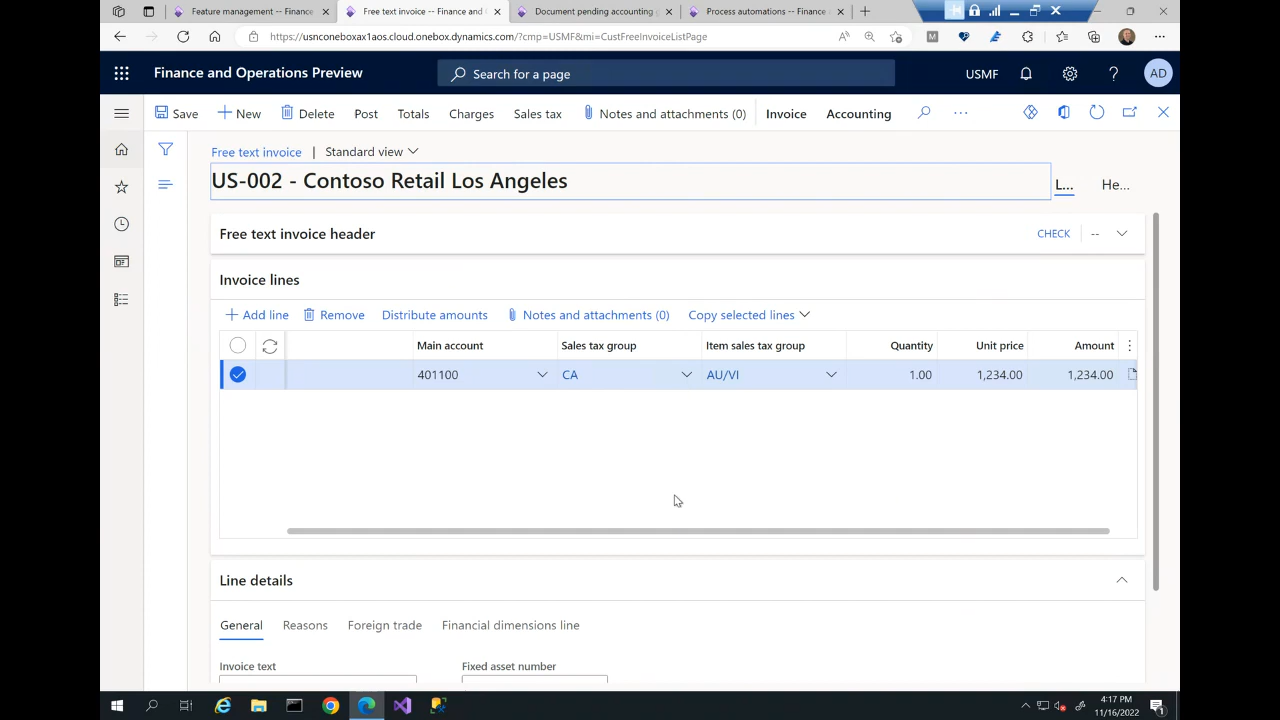 Feature management -- Finance
Free text invoice -- Finance and
Document pending accounting
Process automations -- Finance
https://usnconeboxax1aos.cloud.onebox.dynamics.com/?cmp=USMF&mi=CustFreeInvoiceListPage
Finance and Operations Preview
Search for a page
USMF
AD
Save
New
Delete
Post
Totals
Charges
Sales tax
Notes and attachments (0)
Invoice
Accounting
Free text invoice | Standard view
US-002 - Contoso Retail Los Angeles
L...
He...
Free text invoice header
CHECK
--
Invoice lines
Add line
Remove
Distribute amounts
Notes and attachments (0)
Copy selected lines
Main account
Sales tax group
Item sales tax group
Quantity
Unit price
Amount
401100
CA
AU/VI
1.00
1,234.00
1,234.00
Line details
General
Reasons
Foreign trade
Financial dimensions line
Invoice text
Fixed asset number
4:17 PM
11/16/2022